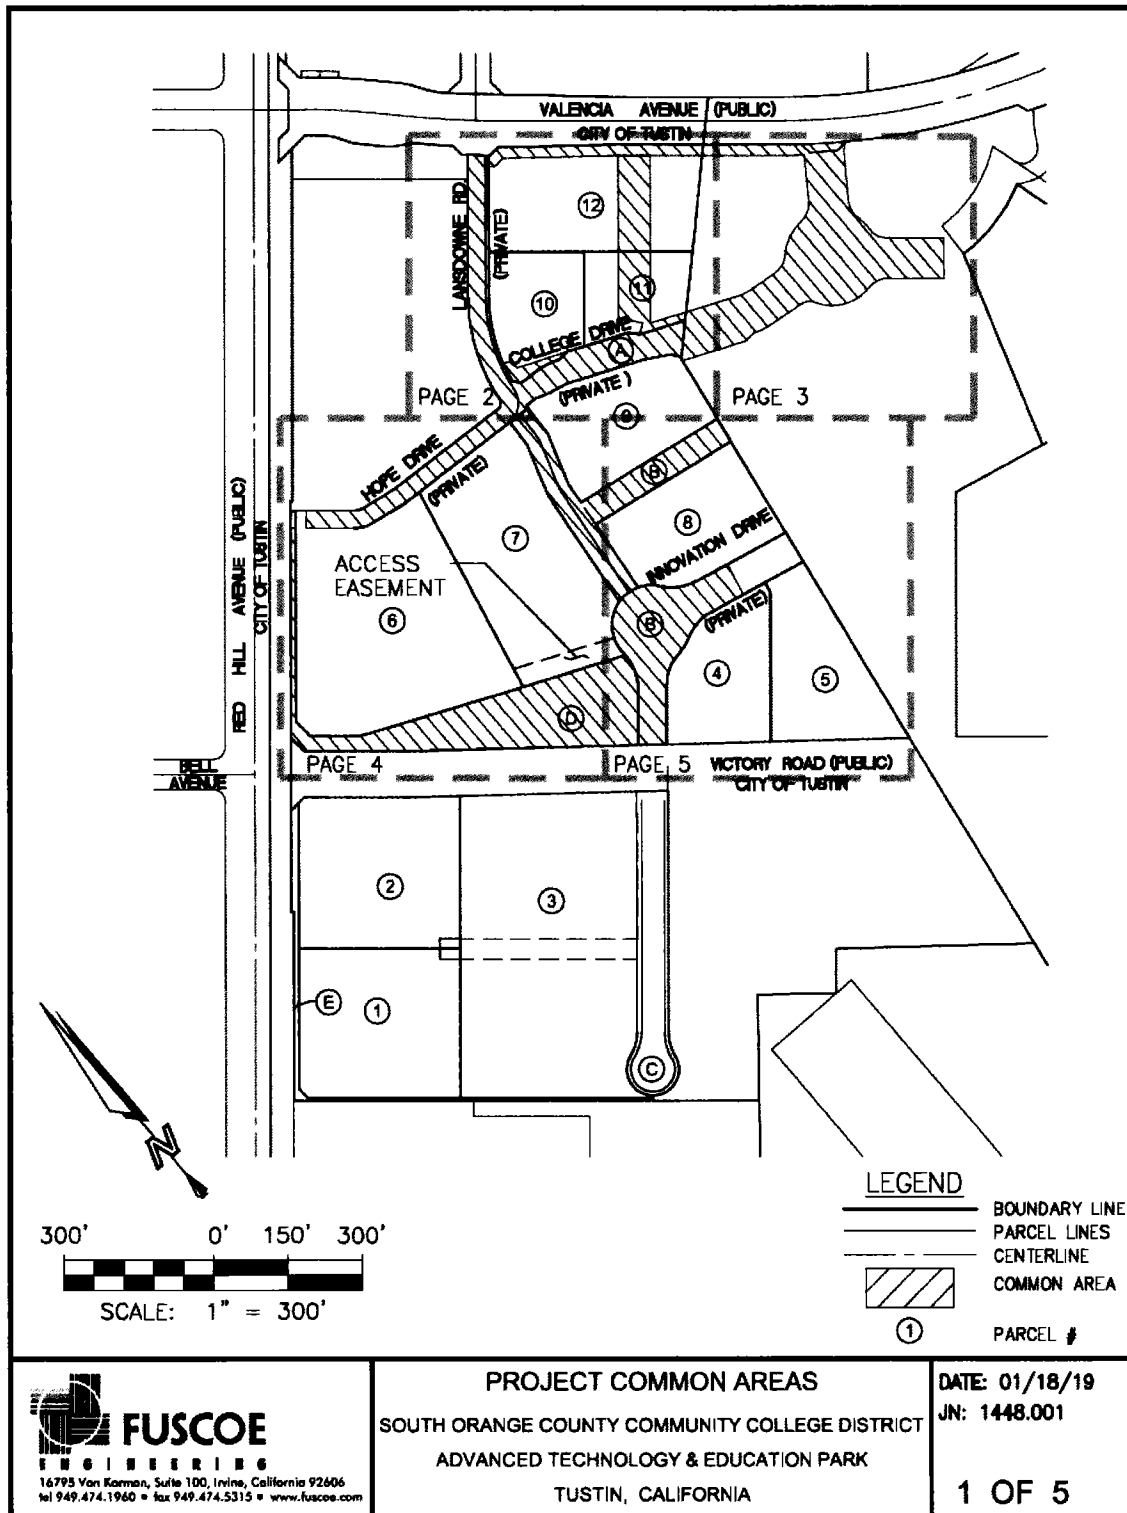 VALENCIA AVENUE (PUBLIC)
CITY OF TUSTIN
LANSDOWNE RD.
(PRIVATE)
12
11
10
COLLEGE DRIVE
A
(PRIVATE)
9
PAGE 2
PAGE 3
HOPE DRIVE
(PRIVATE)
RED HILL AVENUE (PUBLIC)
CITY OF TUSTIN
7
8
INNOVATION DRIVE
(PRIVATE)
ACCESS
EASEMENT
6
B
4
5
D
PAGE 4
PAGE 5
VICTORY ROAD (PUBLIC)
CITY OF TUSTIN
BELL
AVENUE
2
3
E
1
C
N
300' 0' 150' 300'
SCALE: 1" = 300'
LEGEND
BOUNDARY LINE
PARCEL LINES
CENTERLINE
COMMON AREA
1 PARCEL #
FUSCOE
ENGINEERING
16795 Von Karman, Suite 100, Irvine, California 92606
tel 949.474.1960 • fax 949.474.5315 • www.fuscoe.com
PROJECT COMMON AREAS
SOUTH ORANGE COUNTY COMMUNITY COLLEGE DISTRICT
ADVANCED TECHNOLOGY & EDUCATION PARK
TUSTIN, CALIFORNIA
DATE: 01/18/19
JN: 1448.001
1 OF 5